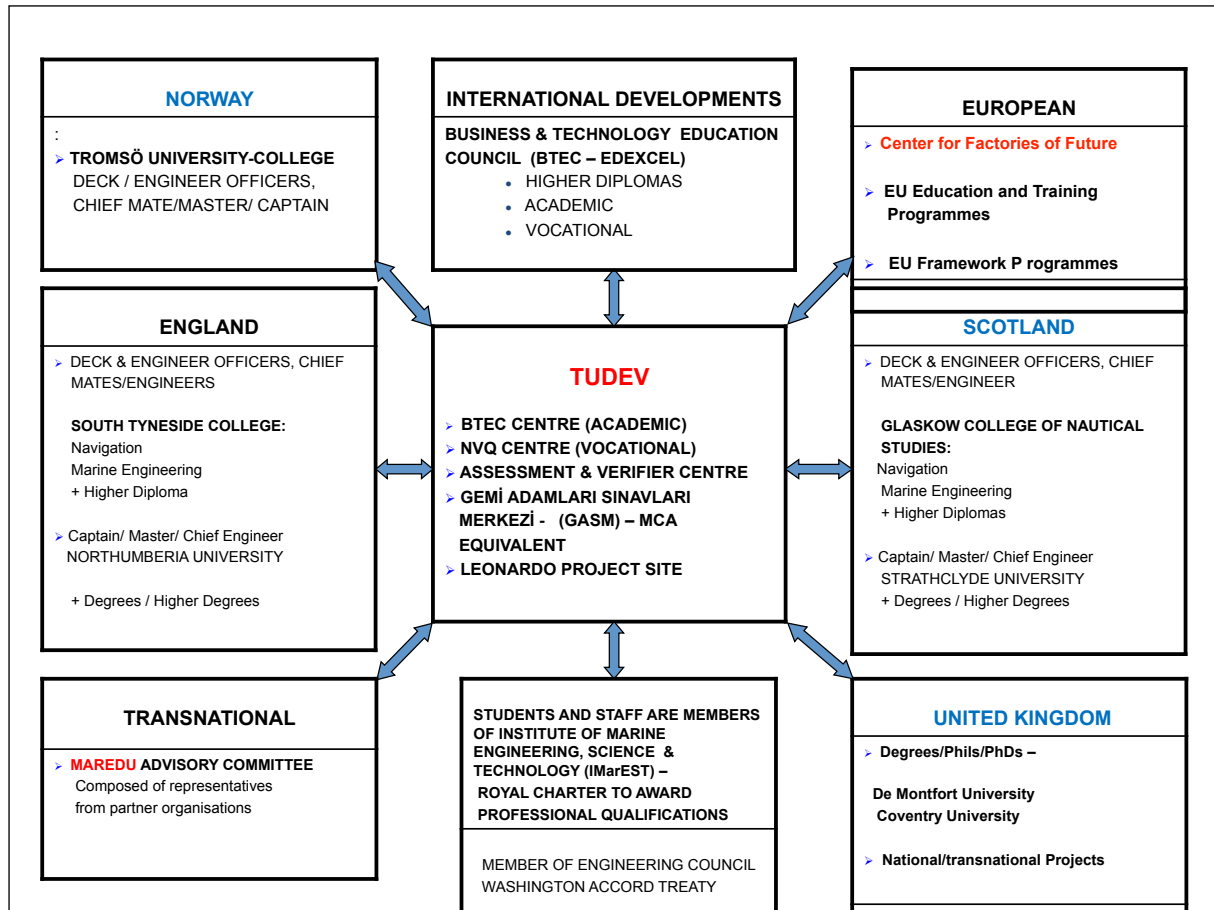 NORWAY
:
➢ TROMSÖ UNIVERSITY-COLLEGE
DECK / ENGINEER OFFICERS,
CHIEF MATE/MASTER/ CAPTAIN
INTERNATIONAL DEVELOPMENTS
BUSINESS & TECHNOLOGY EDUCATION
COUNCIL (BTEC – EDEXCEL)
• HIGHER DIPLOMAS
• ACADEMIC
• VOCATIONAL
EUROPEAN
➢ Center for Factories of Future
➢ EU Education and Training
Programmes
➢ EU Framework P rogrammes
ENGLAND
➢ DECK & ENGINEER OFFICERS, CHIEF
MATES/ENGINEERS
SOUTH TYNESIDE COLLEGE:
Navigation
Marine Engineering
+ Higher Diploma
➢ Captain/ Master/ Chief Engineer
NORTHUMBERIA UNIVERSITY
+ Degrees / Higher Degrees
TUDEV
➢ BTEC CENTRE (ACADEMIC)
➢ NVQ CENTRE (VOCATIONAL)
➢ ASSESSMENT & VERIFIER CENTRE
➢ GEMİ ADAMLARI SINAVLARI
MERKEZİ - (GASM) – MCA
EQUIVALENT
➢ LEONARDO PROJECT SITE
SCOTLAND
➢ DECK & ENGINEER OFFICERS, CHIEF
MATES/ENGINEER
GLASKOW COLLEGE OF NAUTICAL
STUDIES:
Navigation
Marine Engineering
+ Higher Diplomas
➢ Captain/ Master/ Chief Engineer
STRATHCLYDE UNIVERSITY
+ Degrees / Higher Degrees
TRANSNATIONAL
➢ MAREDU ADVISORY COMMITTEE
Composed of representatives
from partner organisations
STUDENTS AND STAFF ARE MEMBERS
OF INSTITUTE OF MARINE
ENGINEERING, SCIENCE &
TECHNOLOGY (IMarEST) –
ROYAL CHARTER TO AWARD
PROFESSIONAL QUALIFICATIONS
MEMBER OF ENGINEERING COUNCIL
WASHINGTON ACCORD TREATY
UNITED KINGDOM
➢ Degrees/Phils/PhDs –
De Montfort University
Coventry University
➢ National/transnational Projects